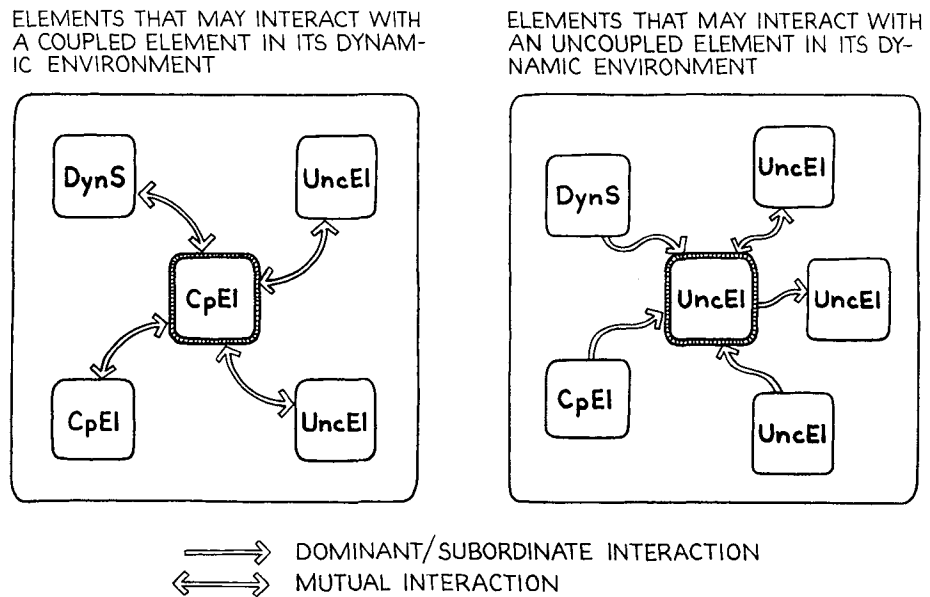 ELEMENTS THAT MAY INTERACT WITH
A COUPLED ELEMENT IN ITS DYNAM-
IC ENVIRONMENT
ELEMENTS THAT MAY INTERACT WITH
AN UNCOUPLED ELEMENT IN ITS DY-
NAMIC ENVIRONMENT
DynS
UncEl
CpEl
CpEl
UncEl
DynS
UncEl
UncEl
UncEl
CpEl
UncEl
DOMINANT/SUBORDINATE INTERACTION
MUTUAL INTERACTION